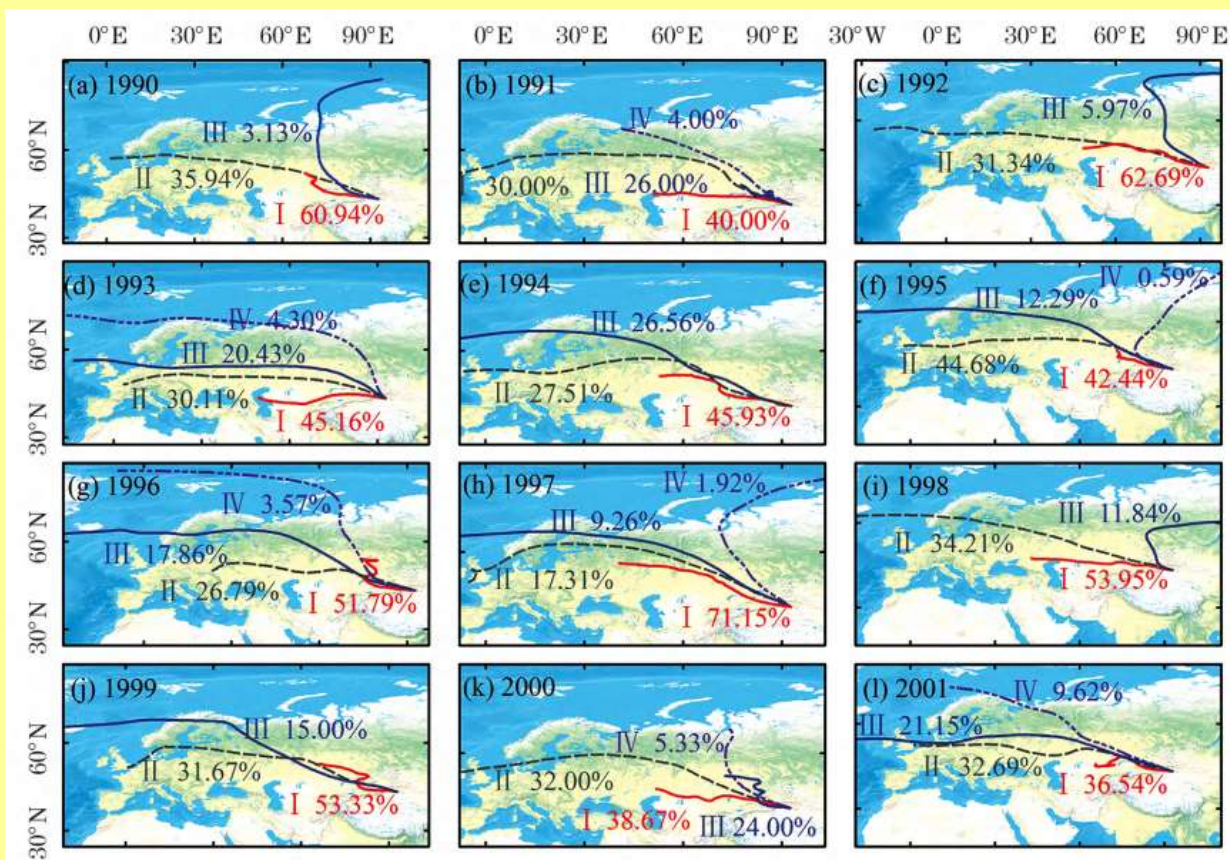 0°E 30°E 60°E 90°E 0°E 30°E 60°E 90°E 30°W 0°E 30°E 60°E 90°E
30°N 60°N
(a) 1990
III 3.13%
II 35.94%
I 60.94%
(b) 1991
IV 4.00%
II 30.00%
III 26.00%
I 40.00%
(c) 1992
III 5.97%
II 31.34%
I 62.69%
30°N 60°N
(d) 1993
IV 4.30%
III 20.43%
II 30.11%
I 45.16%
(e) 1994
III 26.56%
II 27.51%
I 45.93%
(f) 1995
IV 0.59%
III 12.29%
II 44.68%
I 42.44%
30°N 60°N
(g) 1996
IV 3.57%
III 17.86%
II 26.79%
I 51.79%
(h) 1997
IV 1.92%
III 9.26%
II 17.31%
I 71.15%
(i) 1998
III 11.84%
II 34.21%
I 53.95%
30°N 60°N
(j) 1999
III 15.00%
II 31.67%
I 53.33%
(k) 2000
IV 5.33%
II 32.00%
I 38.67%
III 24.00%
(l) 2001
IV 9.62%
III 21.15%
II 32.69%
I 36.54%